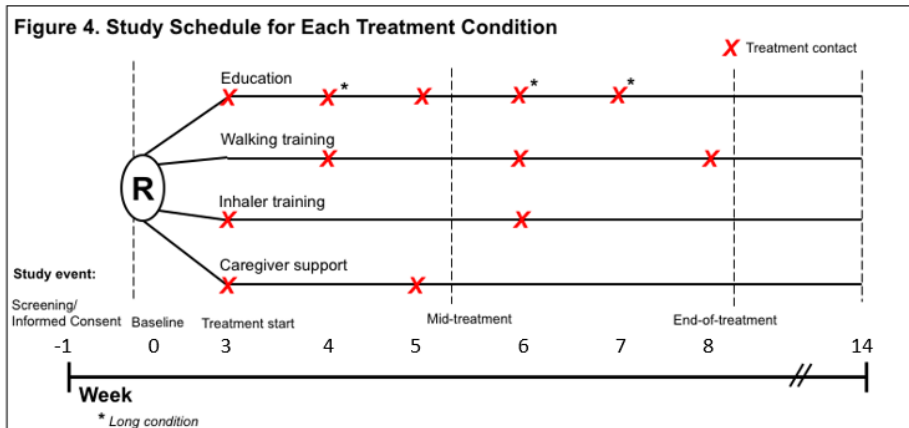 Figure 4. Study Schedule for Each Treatment Condition
X Treatment contact
Education
X X* X X* X*
Walking training
X X X
R
Inhaler training
X X
Caregiver support
X X
Study event:
Screening/
Informed Consent Baseline Treatment start Mid-treatment End-of-treatment
-1 0 3 4 5 6 7 8 14
Week
* Long condition